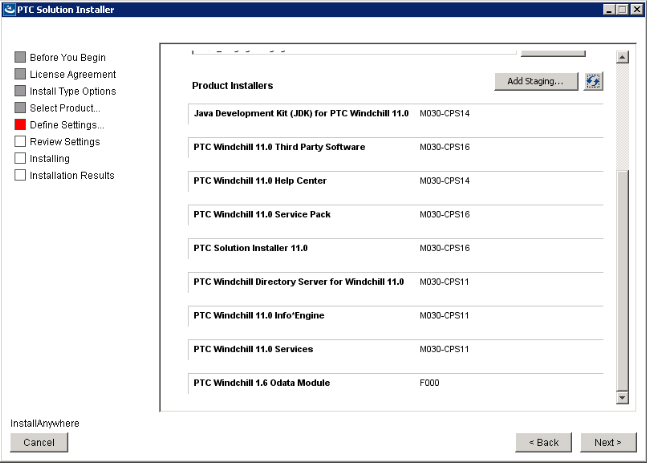 PTC Solution Installer
Before You Begin
License Agreement
Install Type Options
Select Product...
Define Settings...
Review Settings
Installing
Installation Results
Product Installers
Add Staging...
Java Development Kit (JDK) for PTC Windchill 11.0 M030-CPS14
PTC Windchill 11.0 Third Party Software M030-CPS16
PTC Windchill 11.0 Help Center M030-CPS14
PTC Windchill 11.0 Service Pack M030-CPS16
PTC Solution Installer 11.0 M030-CPS16
PTC Windchill Directory Server for Windchill 11.0 M030-CPS11
PTC Windchill 11.0 Info*Engine M030-CPS11
PTC Windchill 11.0 Services M030-CPS11
PTC Windchill 1.6 Odata Module F000
InstallAnywhere
Cancel
< Back
Next >